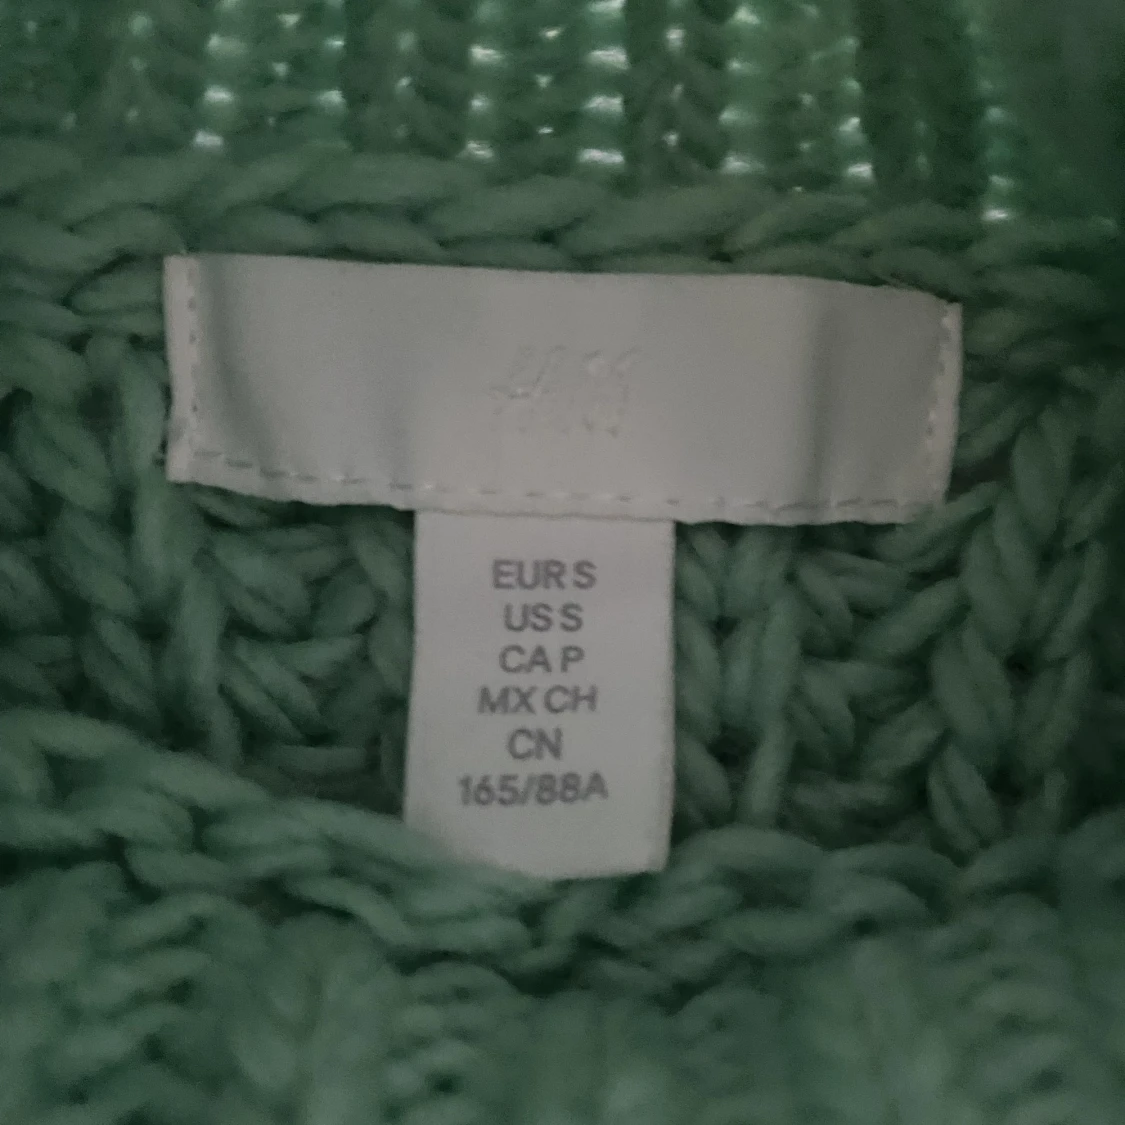 H&M
EUR S
US S
CA P
MX CH
CN
165/88A